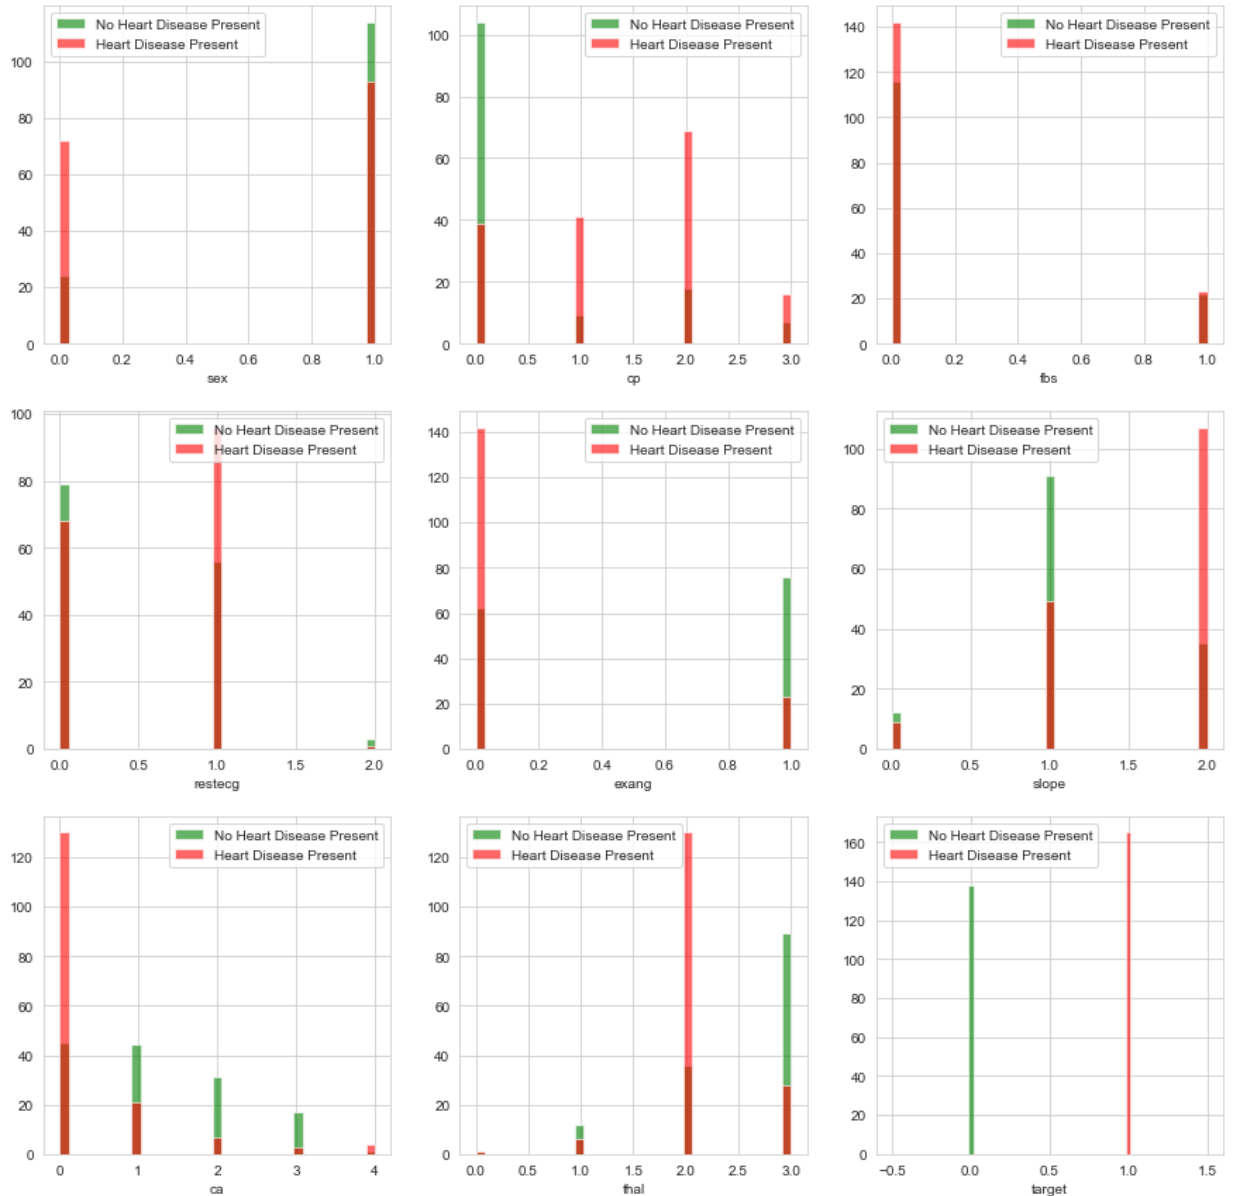 No Heart Disease Present
Heart Disease Present
0
20
40
60
80
100
0.0 0.2 0.4 0.6 0.8 1.0
sex
No Heart Disease Present
Heart Disease Present
0
20
40
60
80
100
0.0 0.5 1.0 1.5 2.0 2.5 3.0
cp
No Heart Disease Present
Heart Disease Present
0
20
40
60
80
100
120
140
0.0 0.2 0.4 0.6 0.8 1.0
fbs
No Heart Disease Present
Heart Disease Present
0
20
40
60
80
100
0.0 0.5 1.0 1.5 2.0
restecg
No Heart Disease Present
Heart Disease Present
0
20
40
60
80
100
120
140
0.0 0.2 0.4 0.6 0.8 1.0
exang
No Heart Disease Present
Heart Disease Present
0
20
40
60
80
100
0.0 0.5 1.0 1.5 2.0
slope
No Heart Disease Present
Heart Disease Present
0
20
40
60
80
100
120
0 1 2 3 4
ca
No Heart Disease Present
Heart Disease Present
0
20
40
60
80
100
120
0.0 0.5 1.0 1.5 2.0 2.5 3.0
thal
No Heart Disease Present
Heart Disease Present
0
20
40
60
80
100
120
140
160
−0.5 0.0 0.5 1.0 1.5
target